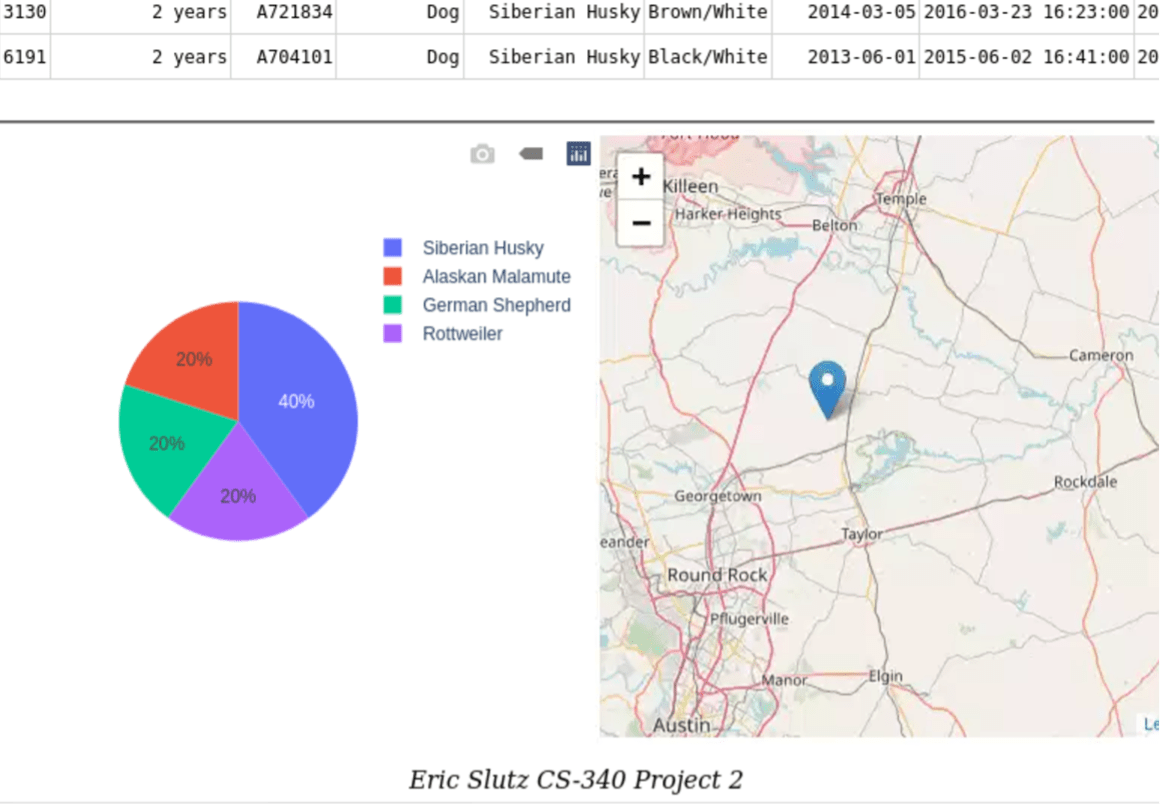 3130 2 years A721834 Dog Siberian Husky Brown/White 2014-03-05 2016-03-23 16:23:00 20
6191 2 years A704101 Dog Siberian Husky Black/White 2013-06-01 2015-06-02 16:41:00 20
Siberian Husky
Alaskan Malamute
German Shepherd
Rottweiler
20%
40%
20%
20%
+
−
Killeen
Temple
Harker Heights
Belton
Cameron
Rockdale
Georgetown
Taylor
eander
Round Rock
Pflugerville
Manor
Elgin
Austin
Le
Eric Slutz CS-340 Project 2